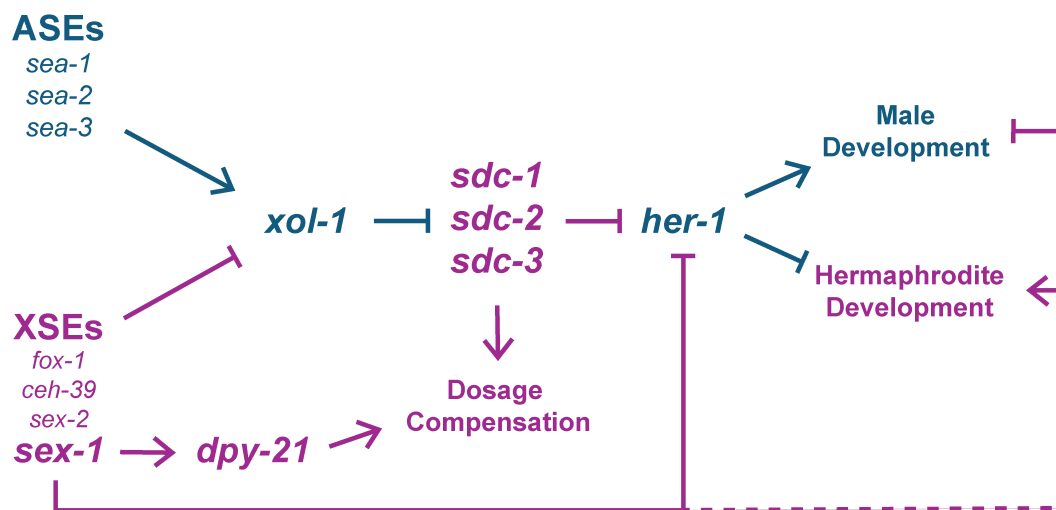 ASEs
sea-1
sea-2
sea-3
xol-1
sdc-1
sdc-2
sdc-3
her-1
Male
Development
Hermaphrodite
Development
XSEs
fox-1
ceh-39
sex-2
sex-1
dpy-21
Dosage
Compensation